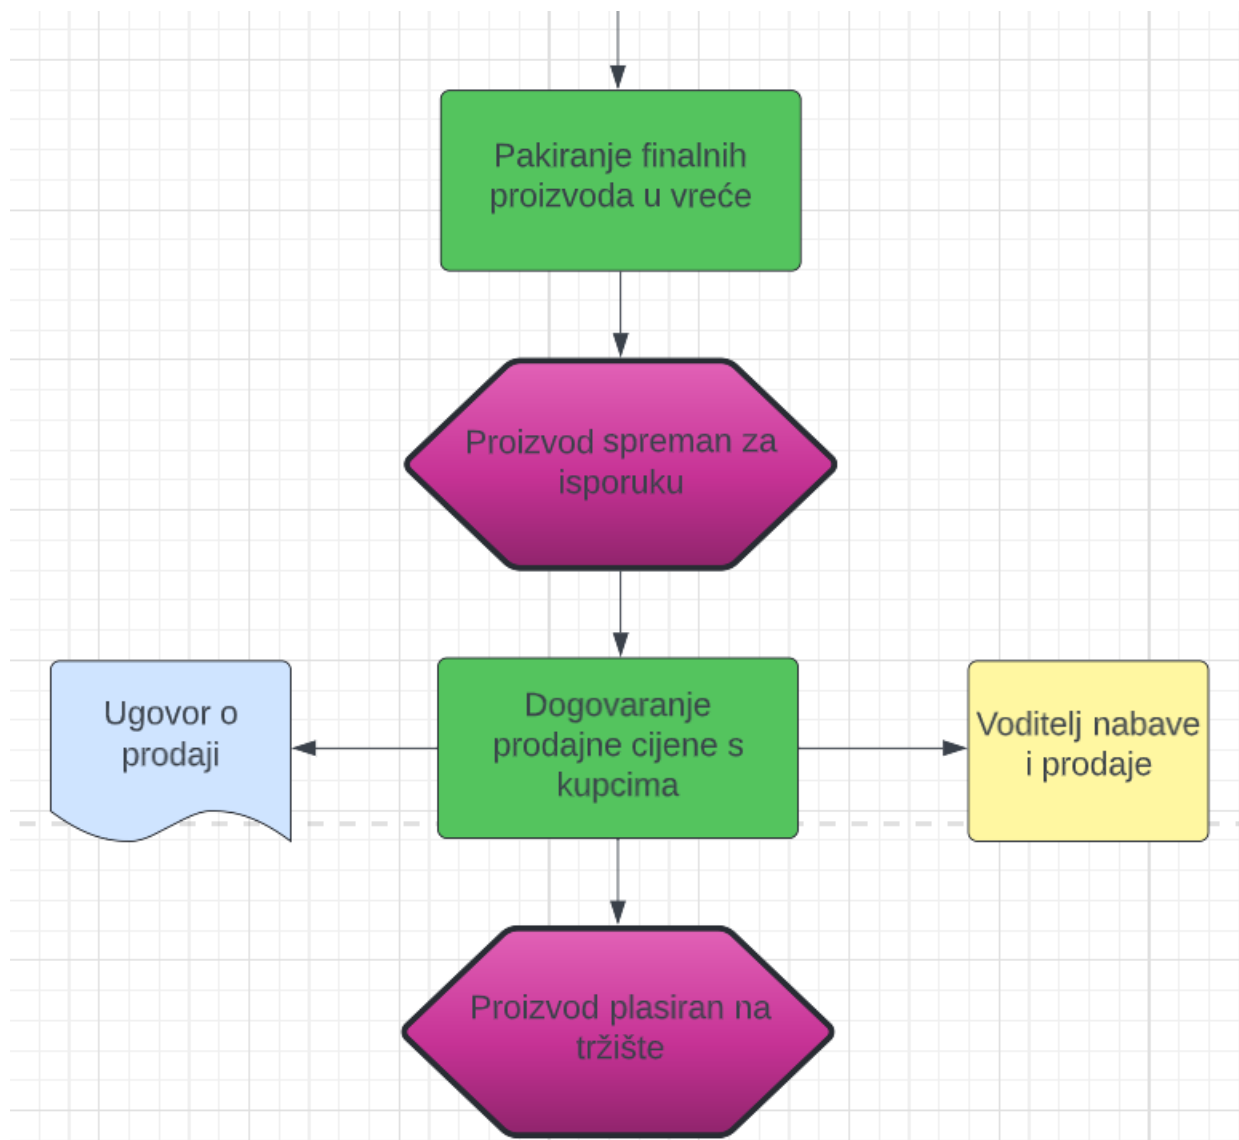 Pakiranje finalnih
proizvoda u vreće
Proizvod spreman za
isporuku
Ugovor o
prodaji
Dogovaranje
prodajne cijene s
kupcima
Voditelj nabave
i prodaje
Proizvod plasiran na
tržište